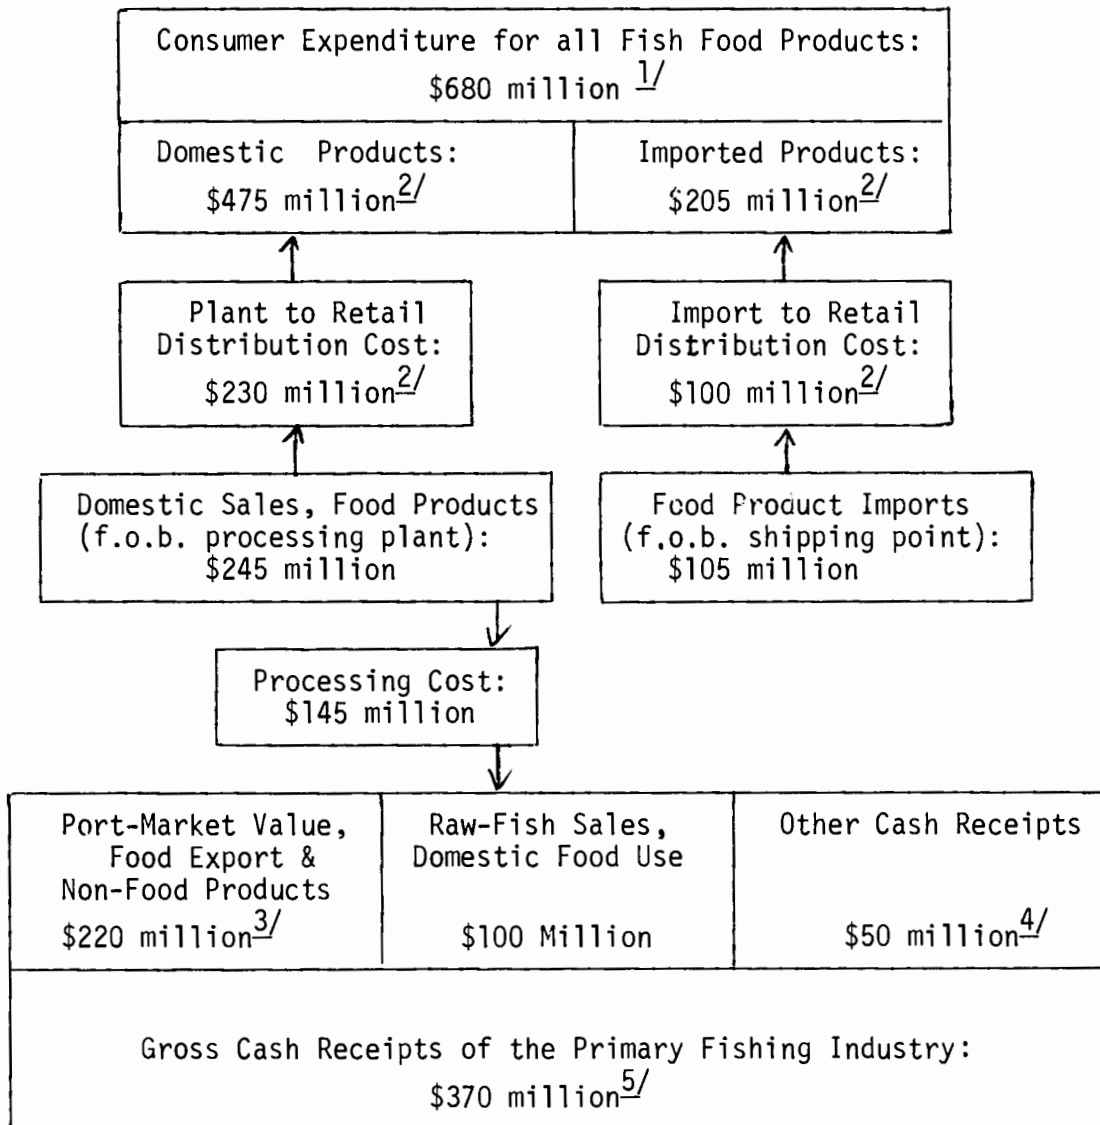 Consumer Expenditure for all Fish Food Products:
$680 million 1/
Domestic Products:
$475 million2/
Imported Products:
$205 million2/
Plant to Retail
Distribution Cost:
$230 million2/
Import to Retail
Distribution Cost:
$100 million2/
Domestic Sales, Food Products
(f.o.b. processing plant):
$245 million
Food Product Imports
(f.o.b. shipping point):
$105 million
Processing Cost:
$145 million
Port-Market Value,
Food Export &
Non-Food Products
$220 million3/
Raw-Fish Sales,
Domestic Food Use
$100 Million
Other Cash Receipts
$50 million4/
Gross Cash Receipts of the Primary Fishing Industry:
$370 million5/